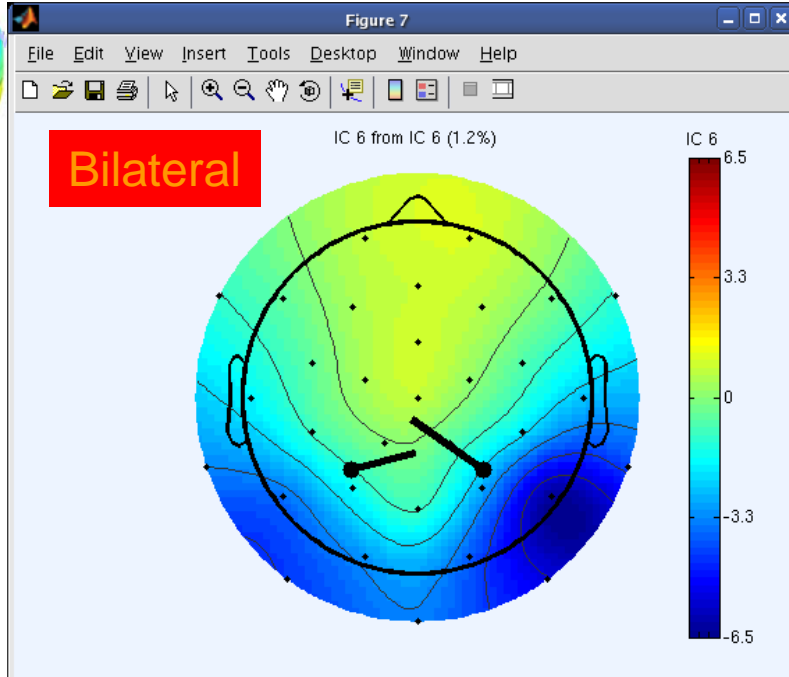 Figure 7
File Edit View Insert Tools Desktop Window Help
Bilateral
IC 6 from IC 6 (1.2%)
IC 6
6.5
3.3
0
-3.3
-6.5